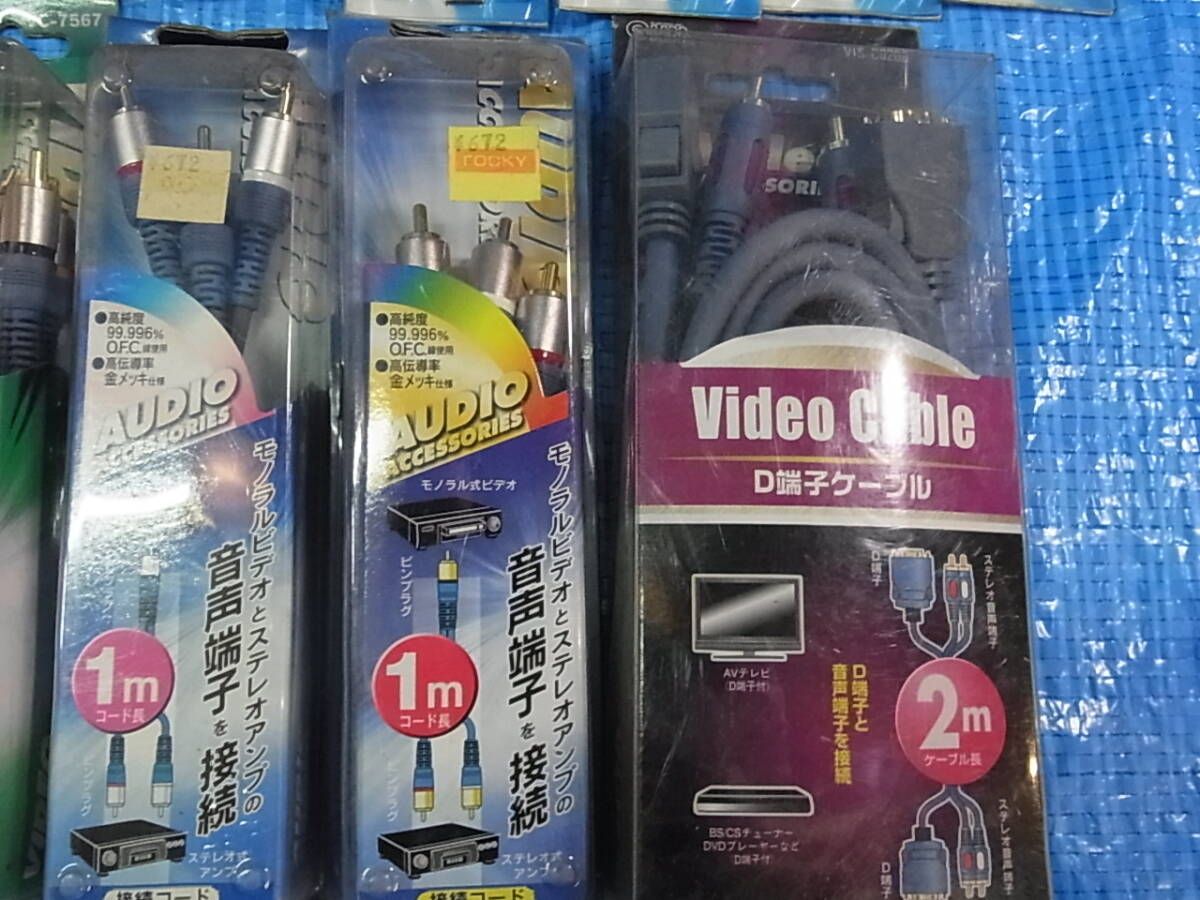 C-7567
¥672
●高純度
99.996%
O.F.C.線使用
●高伝導率
金メッキ仕様
AUDIO
ACCESSORIES
モノラルビデオとステレオアンプの
音声端子を接続
ピンプラグ
1m
コード長
ピンプラグ
ステレオ式
アンプ
接続コード
VIDEO
¥672
ROCKY
●高純度
99.996%
O.F.C.線使用
●高伝導率
金メッキ仕様
AUDIO
ACCESSORIES
モノラル式ビデオ
モノラルビデオとステレオアンプの
音声端子を接続
ピンプラグ
1m
コード長
ピンプラグ
ステレオ式
アンプ
接続コード
Video Cable
D端子ケーブル
D端子
ステレオ音声端子
AVテレビ
(D端子付)
D端子と
音声端子を接続
2m
ケーブル長
BS/CSチューナー
DVDプレーヤーなど
(D端子付)
D端子
ステレオ音声端子